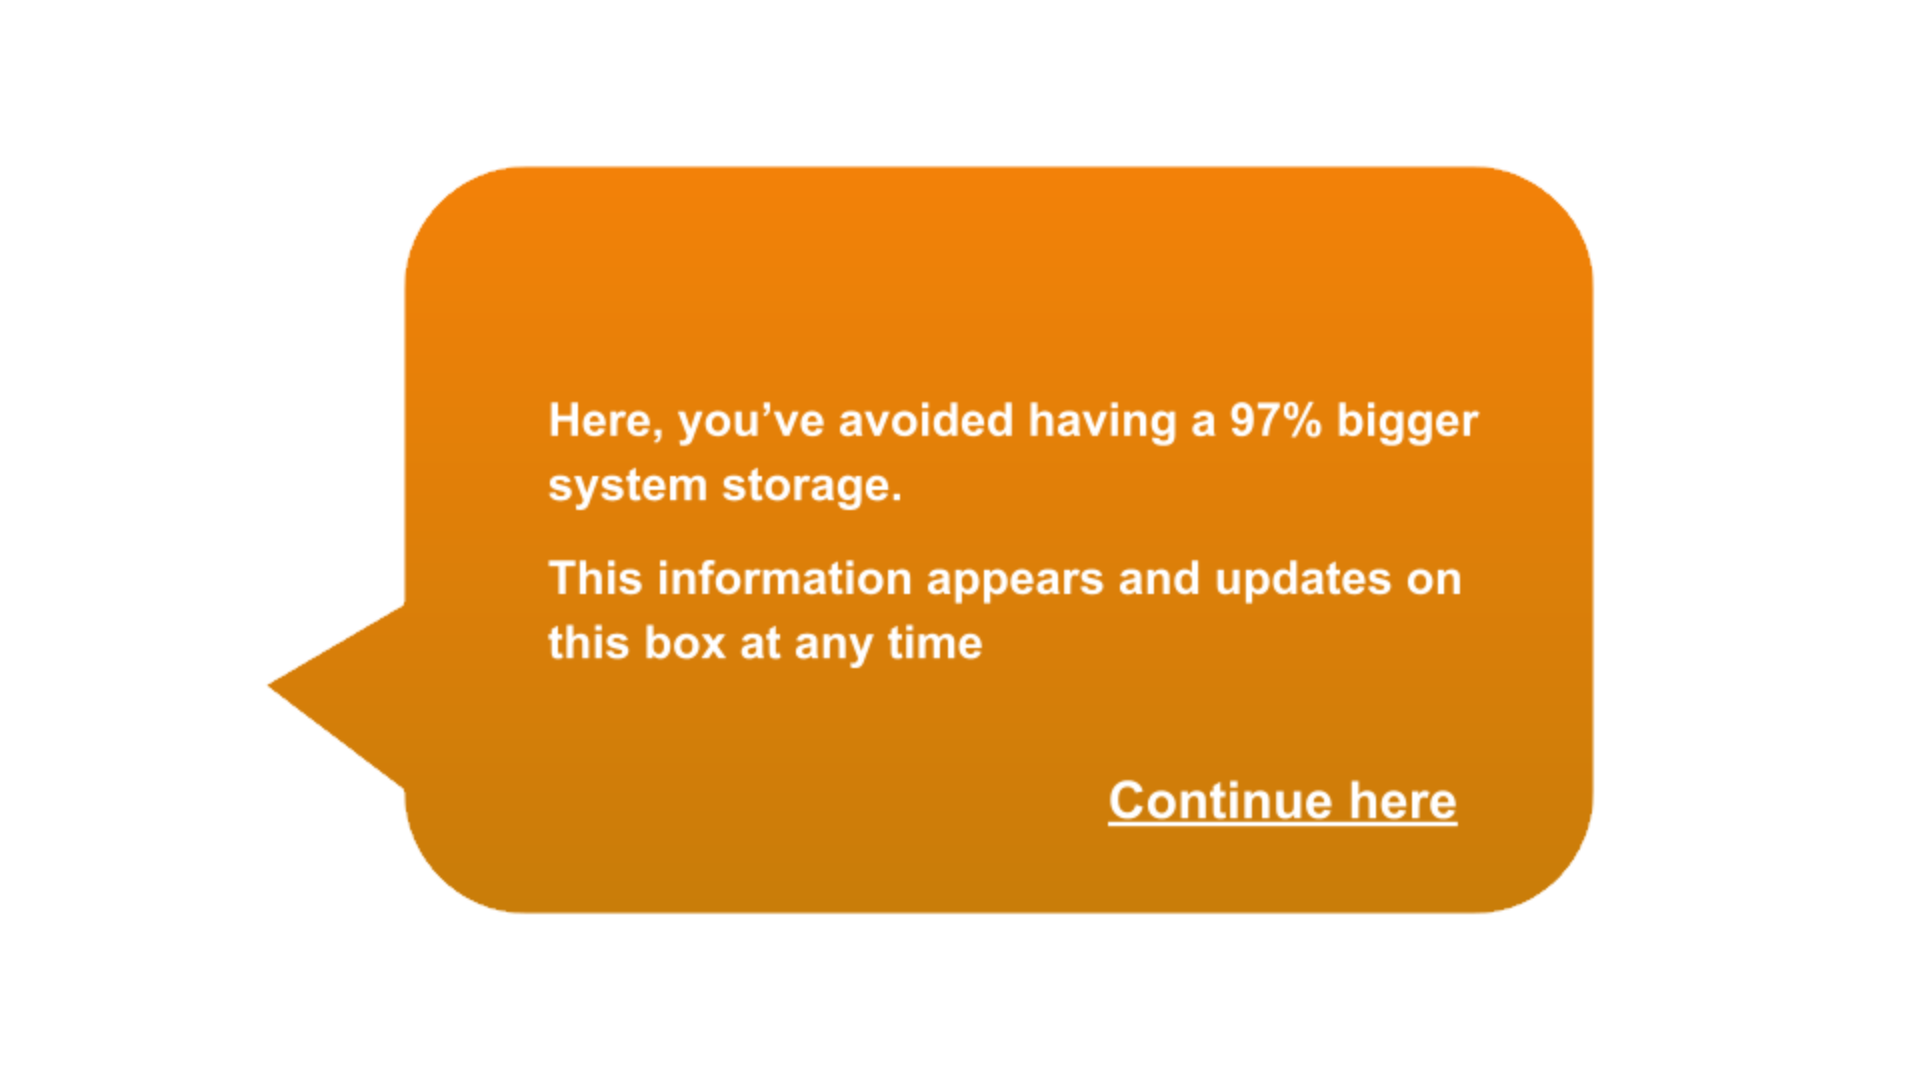 Here, you’ve avoided having a 97% bigger
system storage.
This information appears and updates on
this box at any time
Continue here